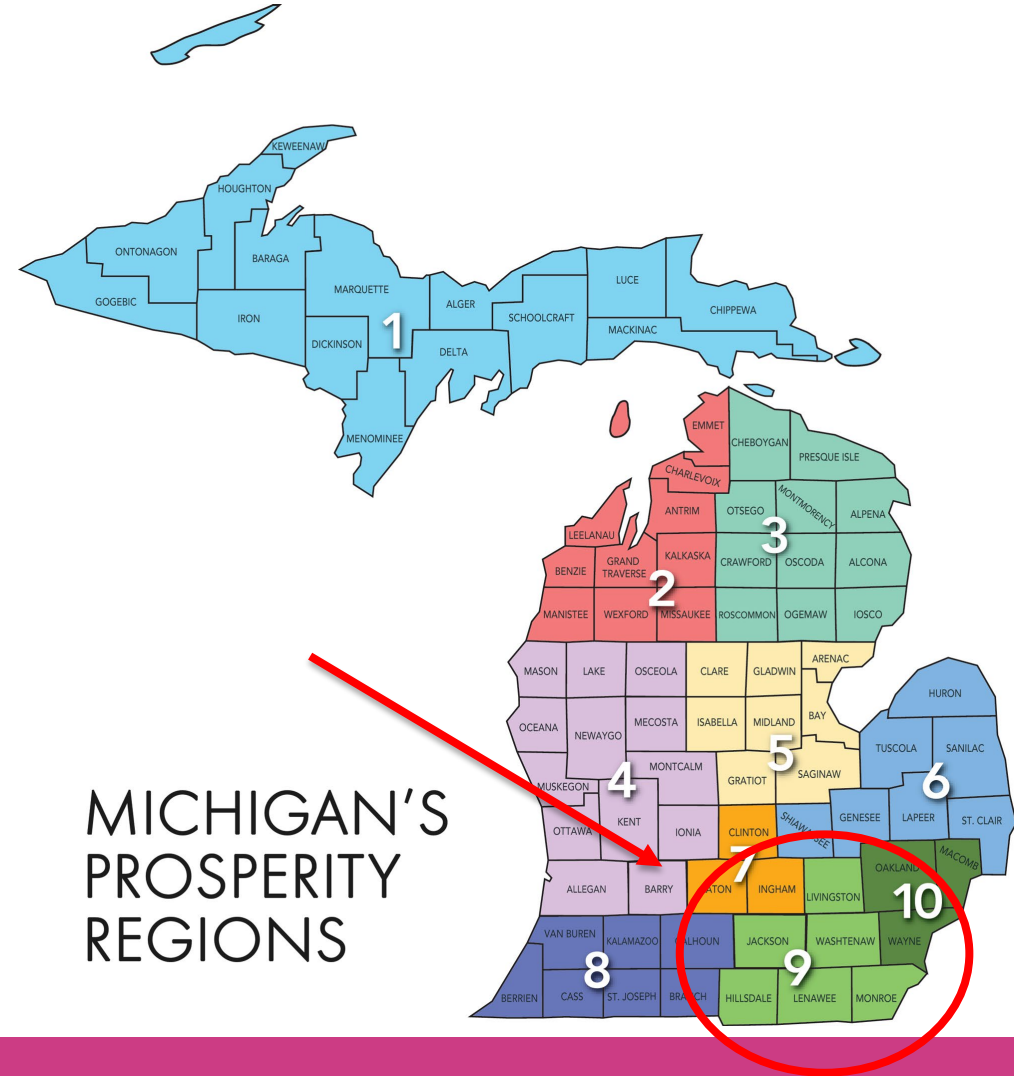 KEWEENAW
HOUGHTON
ONTONAGON
BARAGA
GOGEBIC
IRON
MARQUETTE
ALGER
LUCE
CHIPPEWA
SCHOOLCRAFT
MACKINAC
DICKINSON
1
DELTA
MENOMINEE
EMMET
CHEBOYGAN
PRESQUE ISLE
CHARLEVOIX
ANTRIM
OTSEGO
MONTMORENCY
ALPENA
LEELANAU
3
BENZIE
GRAND
TRAVERSE
KALKASKA
CRAWFORD
OSCODA
ALCONA
2
MANISTEE
WEXFORD
MISSAUKEE
ROSCOMMON
OGEMAW
IOSCO
MASON
LAKE
OSCEOLA
CLARE
GLADWIN
ARENAC
HURON
OCEANA
NEWAYGO
MECOSTA
ISABELLA
MIDLAND
BAY
TUSCOLA
SANILAC
5
MUSKEGON
4
MONTCALM
GRATIOT
SAGINAW
6
OTTAWA
KENT
IONIA
CLINTON
SHIAWASSEE
GENESEE
LAPEER
ST. CLAIR
7
ALLEGAN
BARRY
EATON
INGHAM
LIVINGSTON
OAKLAND
MACOMB
10
VAN BUREN
KALAMAZOO
CALHOUN
JACKSON
WASHTENAW
WAYNE
8
9
BERRIEN
CASS
ST. JOSEPH
BRANCH
HILLSDALE
LENAWEE
MONROE
MICHIGAN'S
PROSPERITY
REGIONS